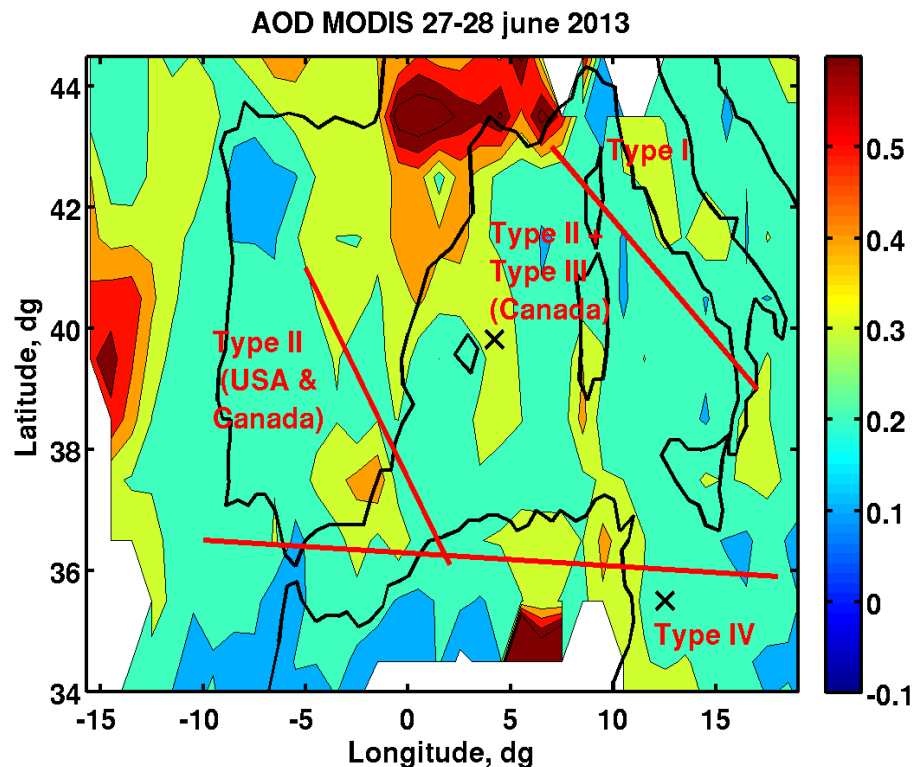 AOD MODIS 27-28 june 2013
44
42
40
38
36
34
Latitude, dg
-15
-10
-5
0
5
10
15
Longitude, dg
Type I
Type II +
Type III
(Canada)
Type II
(USA &
Canada)
Type IV
0.5
0.4
0.3
0.2
0.1
0
-0.1